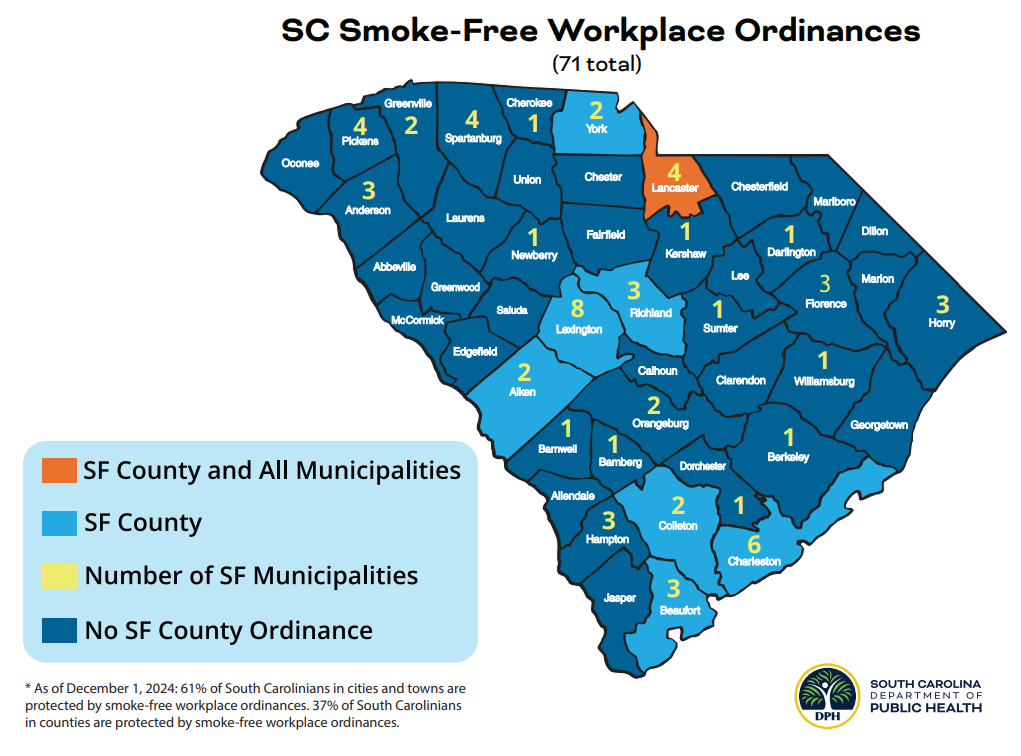 SC Smoke-Free Workplace Ordinances
(71 total)
Greenville
2
Cherokee
1
4
Spartanburg
2
York
4
Pickens
Oconee
3
Anderson
Union
Chester
4
Lancaster
Chesterfield
Marlboro
Laurens
1
Newberry
Fairfield
1
Kershaw
1
Darlington
Dillon
Abbeville
Greenwood
Lee
3
Florence
Marion
3
Horry
McCormick
Saluda
8
Lexington
3
Richland
1
Sumter
Edgefield
2
Aiken
Calhoun
Clarendon
1
Williamsburg
2
Orangeburg
Georgetown
1
Barnwell
1
Bamberg
Dorchester
1
1
Berkeley
Allendale
3
Hampton
2
Colleton
6
Charleston
Jasper
3
Beaufort
SF County and All Municipalities
SF County
Number of SF Municipalities
No SF County Ordinance
* As of December 1, 2024: 61% of South Carolinians in cities and towns are
protected by smoke-free workplace ordinances. 37% of South Carolinians
in counties are protected by smoke-free workplace ordinances.
DPH
SOUTH CAROLINA
DEPARTMENT OF
PUBLIC HEALTH